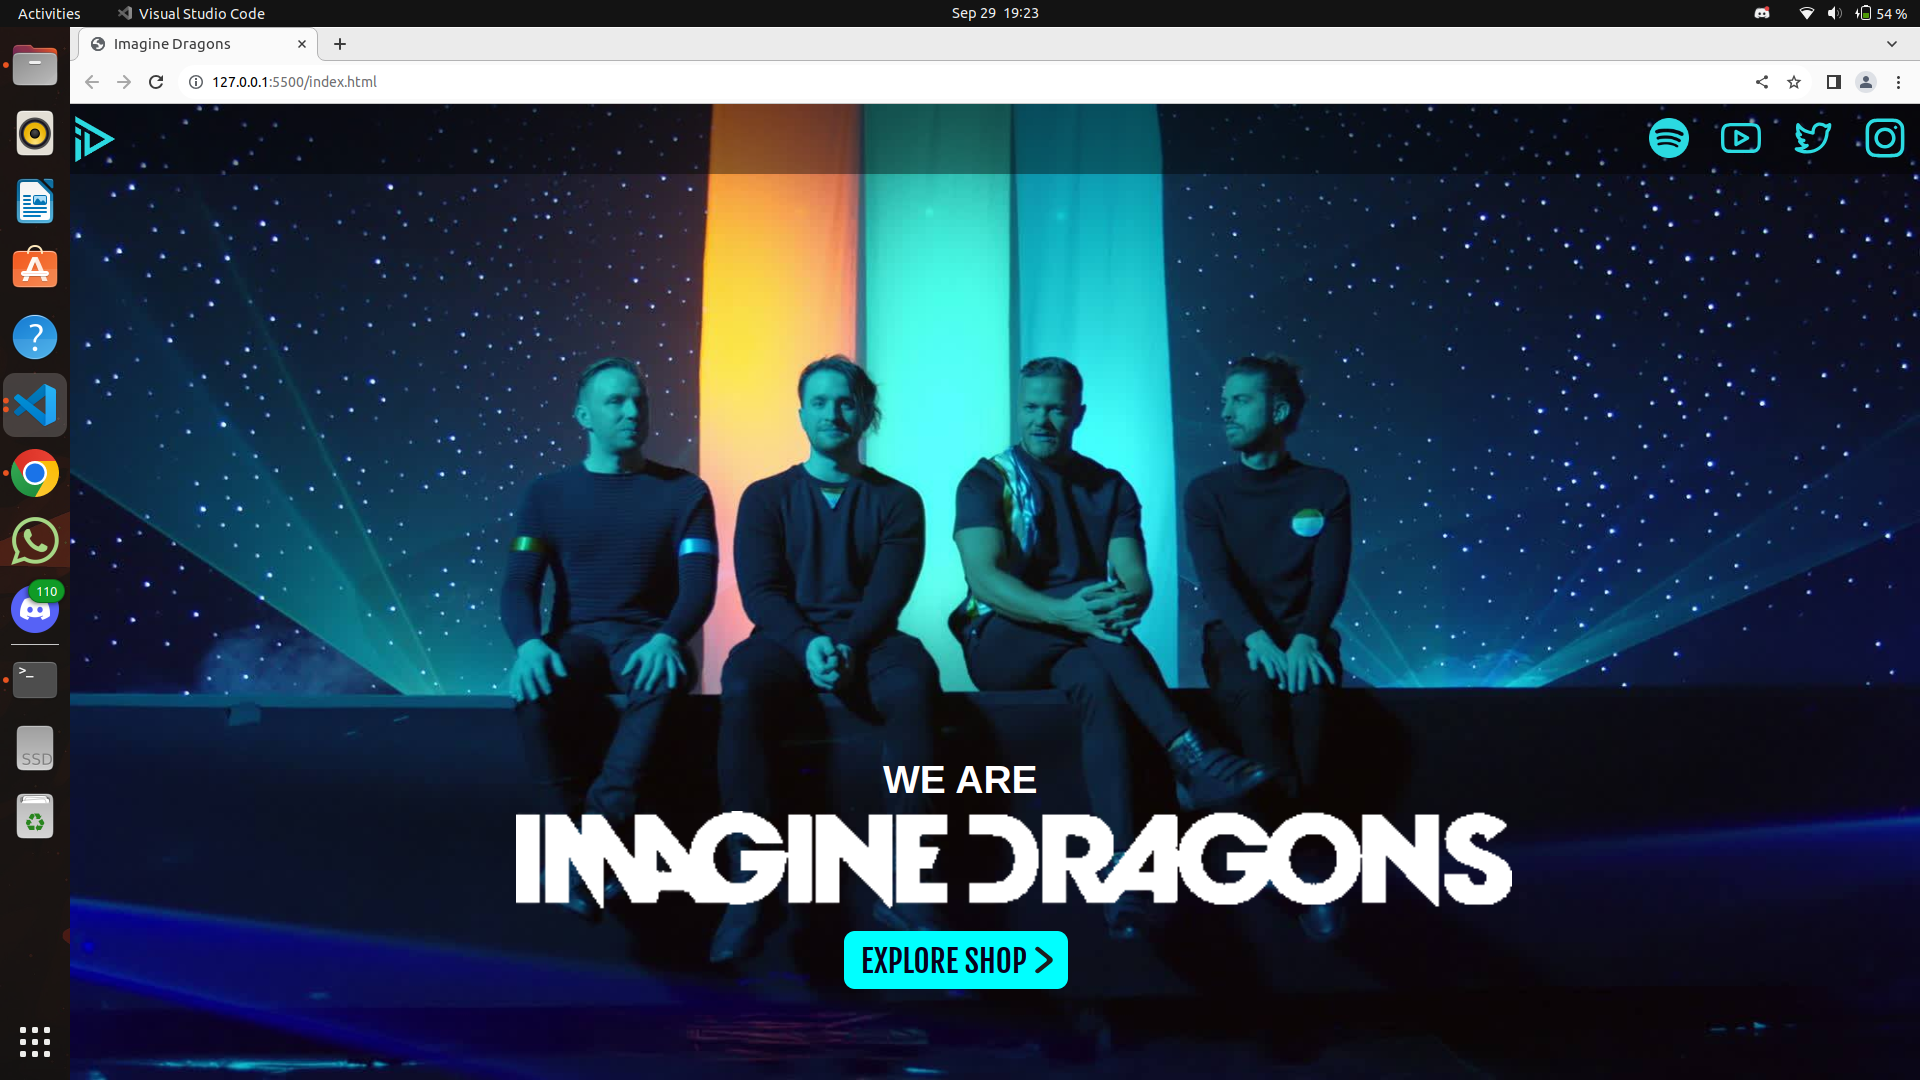 Activities
Visual Studio Code
Sep 29 19:23
54 %
Imagine Dragons
127.0.0.1:5500/index.html
110
>_
SSD
WE ARE
IMAGINE DRAGONS
EXPLORE SHOP >